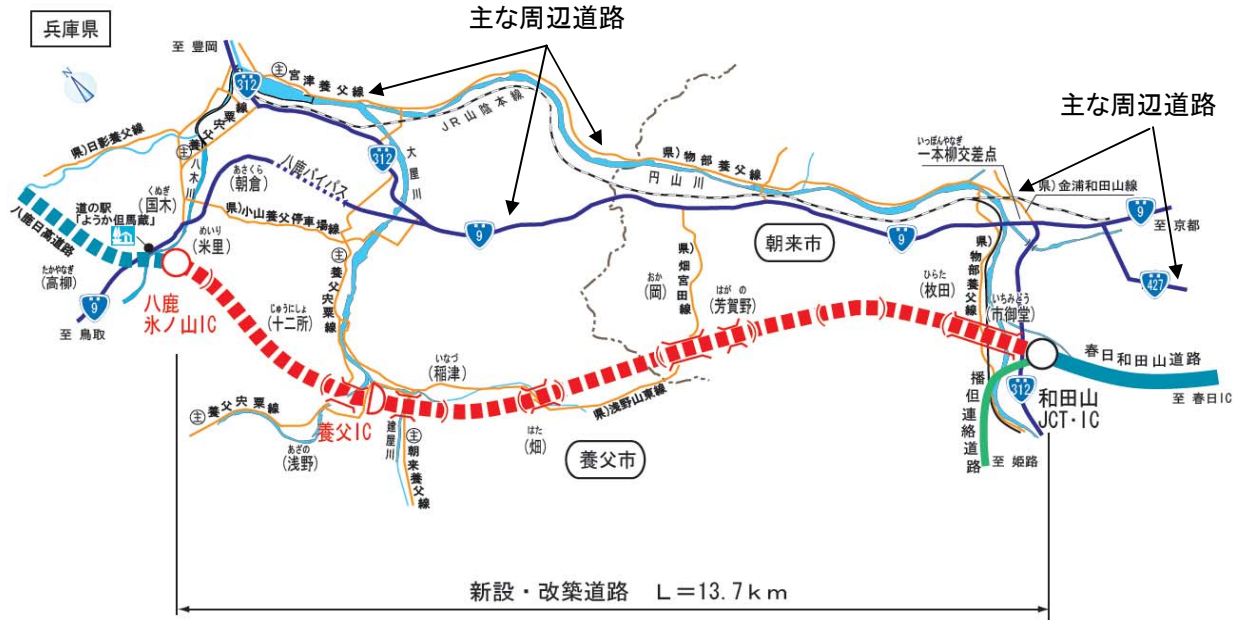 兵庫県
主な周辺道路
至 豊岡
312
主 宮津養父線
主な周辺道路
JR山陰本線
県)日影養父線
主 養父宍粟線
八木川
312
大屋川
いっぽんやなぎ
一本柳交差点
県)物部養父線
円山川
県)金浦和田山線
あさくら
(朝倉)
八鹿バイパス
くぬぎ
(国木)
道の駅
「ようか但馬蔵」
八鹿日高道路
県)小山養父停車場線
めいり
(米里)
9
至 京都
朝来市
9
9
427
たかやなぎ
(高柳)
9
至 鳥取
八鹿
氷ノ山IC
主 養父宍粟線
じゅうにしょ
(十二所)
おか
(岡)
県)畑宮田線
はがの
(芳賀野)
ひらた
(枚田)
県)物部養父線
いちみどう
(市御堂)
春日和田山道路
至 春日IC
いなづ
(稲津)
県)浅野山東線
312
和田山
JCT・IC
播但連絡道路
至 姫路
主 養父宍粟線
養父IC
あさの
(浅野)
建屋川
主 朝来養父線
はた
(畑)
養父市
新設・改築道路 L=13.7km